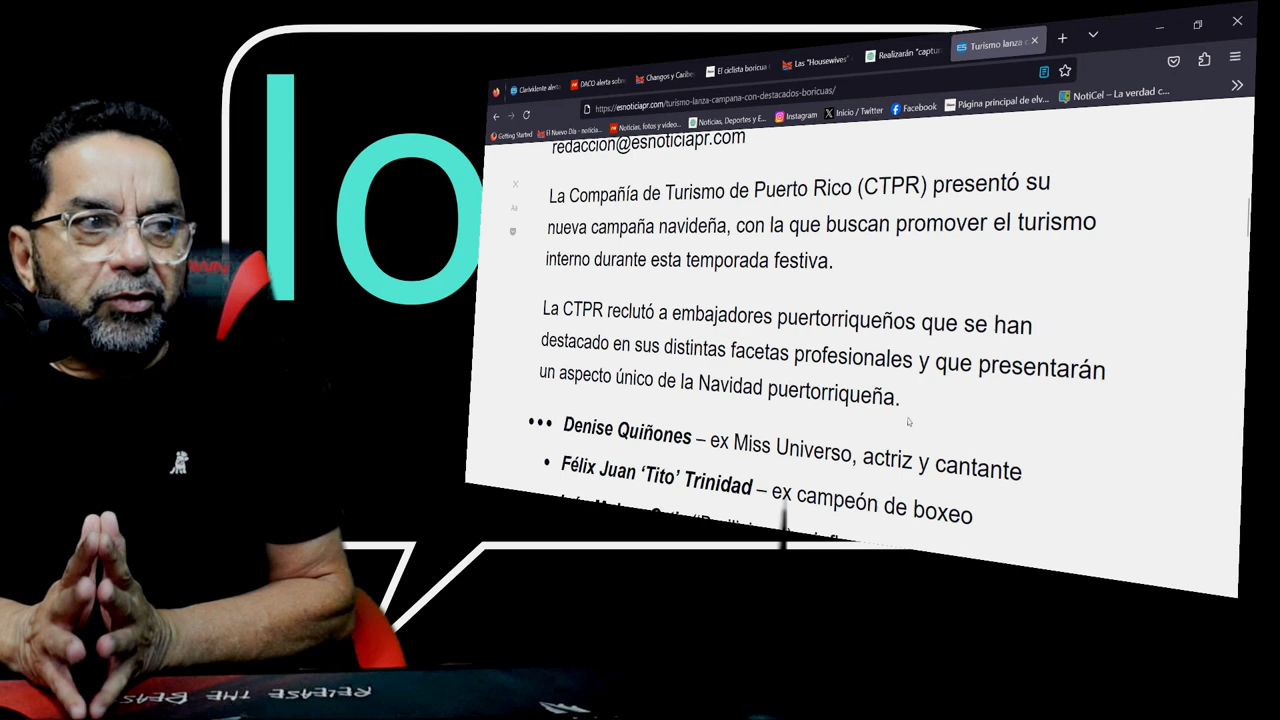 lo
Clarividente alerta
DACO alerta sobre
Changos y Caribe
El ciclista boricua
Las "Housewives"
Realizarán "captur
Turismo lanza
https://esnoticiapr.com/turismo-lanza-campana-con-destacados-boricuas/
Getting Started
El Nuevo Día - noticia...
Noticias, fotos y video...
Noticias, Deportes y E...
Instagram
Inicio / Twitter
Facebook
Página principal de elv...
NotiCel – La verdad c...
redaccion@esnoticiapr.com
La Compañía de Turismo de Puerto Rico (CTPR) presentó su
nueva campaña navideña, con la que buscan promover el turismo
interno durante esta temporada festiva.
La CTPR reclutó a embajadores puertorriqueños que se han
destacado en sus distintas facetas profesionales y que presentarán
un aspecto único de la Navidad puertorriqueña.
Denise Quiñones – ex Miss Universo, actriz y cantante
• Félix Juan ‘Tito’ Trinidad – ex campeón de boxeo
RELEASE THE BEAS